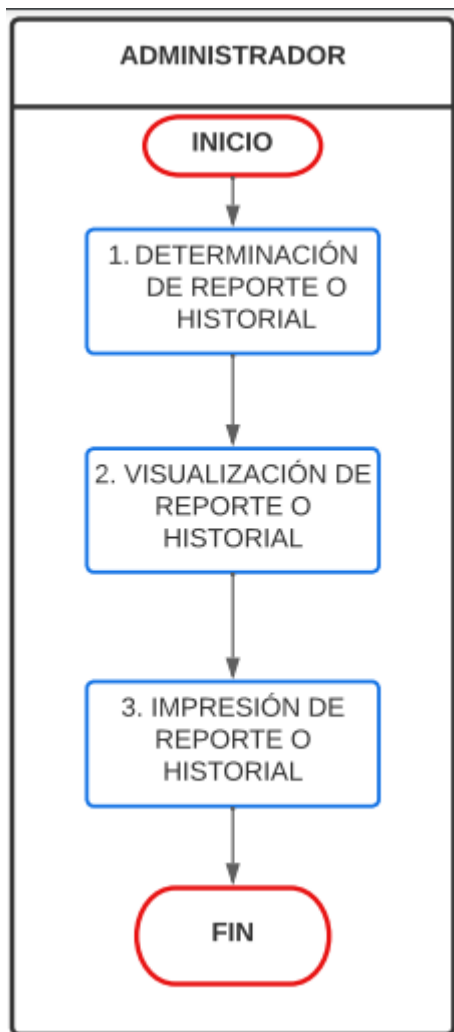 ADMINISTRADOR
INICIO
1. DETERMINACIÓN
DE REPORTE O
HISTORIAL
2. VISUALIZACIÓN DE
REPORTE O
HISTORIAL
3. IMPRESIÓN DE
REPORTE O
HISTORIAL
FIN